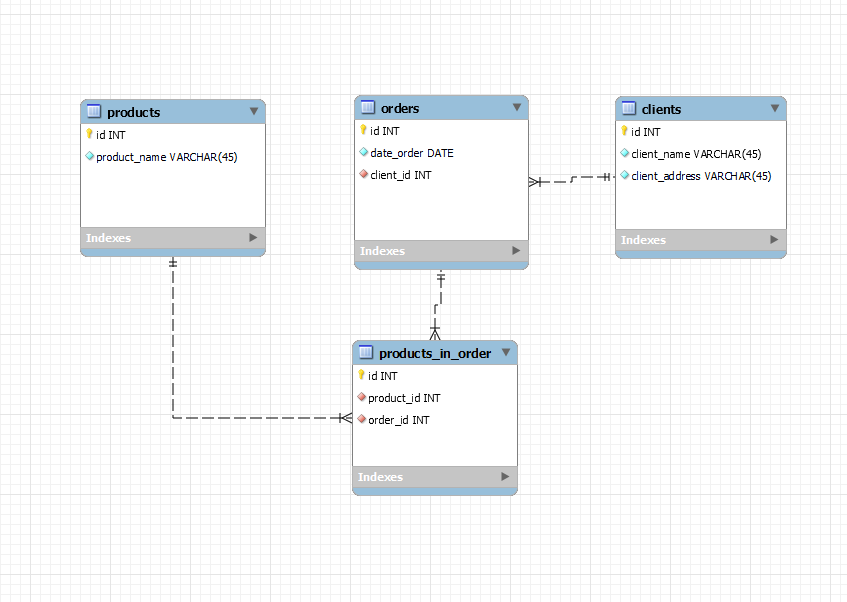 products
id INT
product_name VARCHAR(45)
Indexes
orders
id INT
date_order DATE
client_id INT
Indexes
clients
id INT
client_name VARCHAR(45)
client_address VARCHAR(45)
Indexes
products_in_order
id INT
product_id INT
order_id INT
Indexes